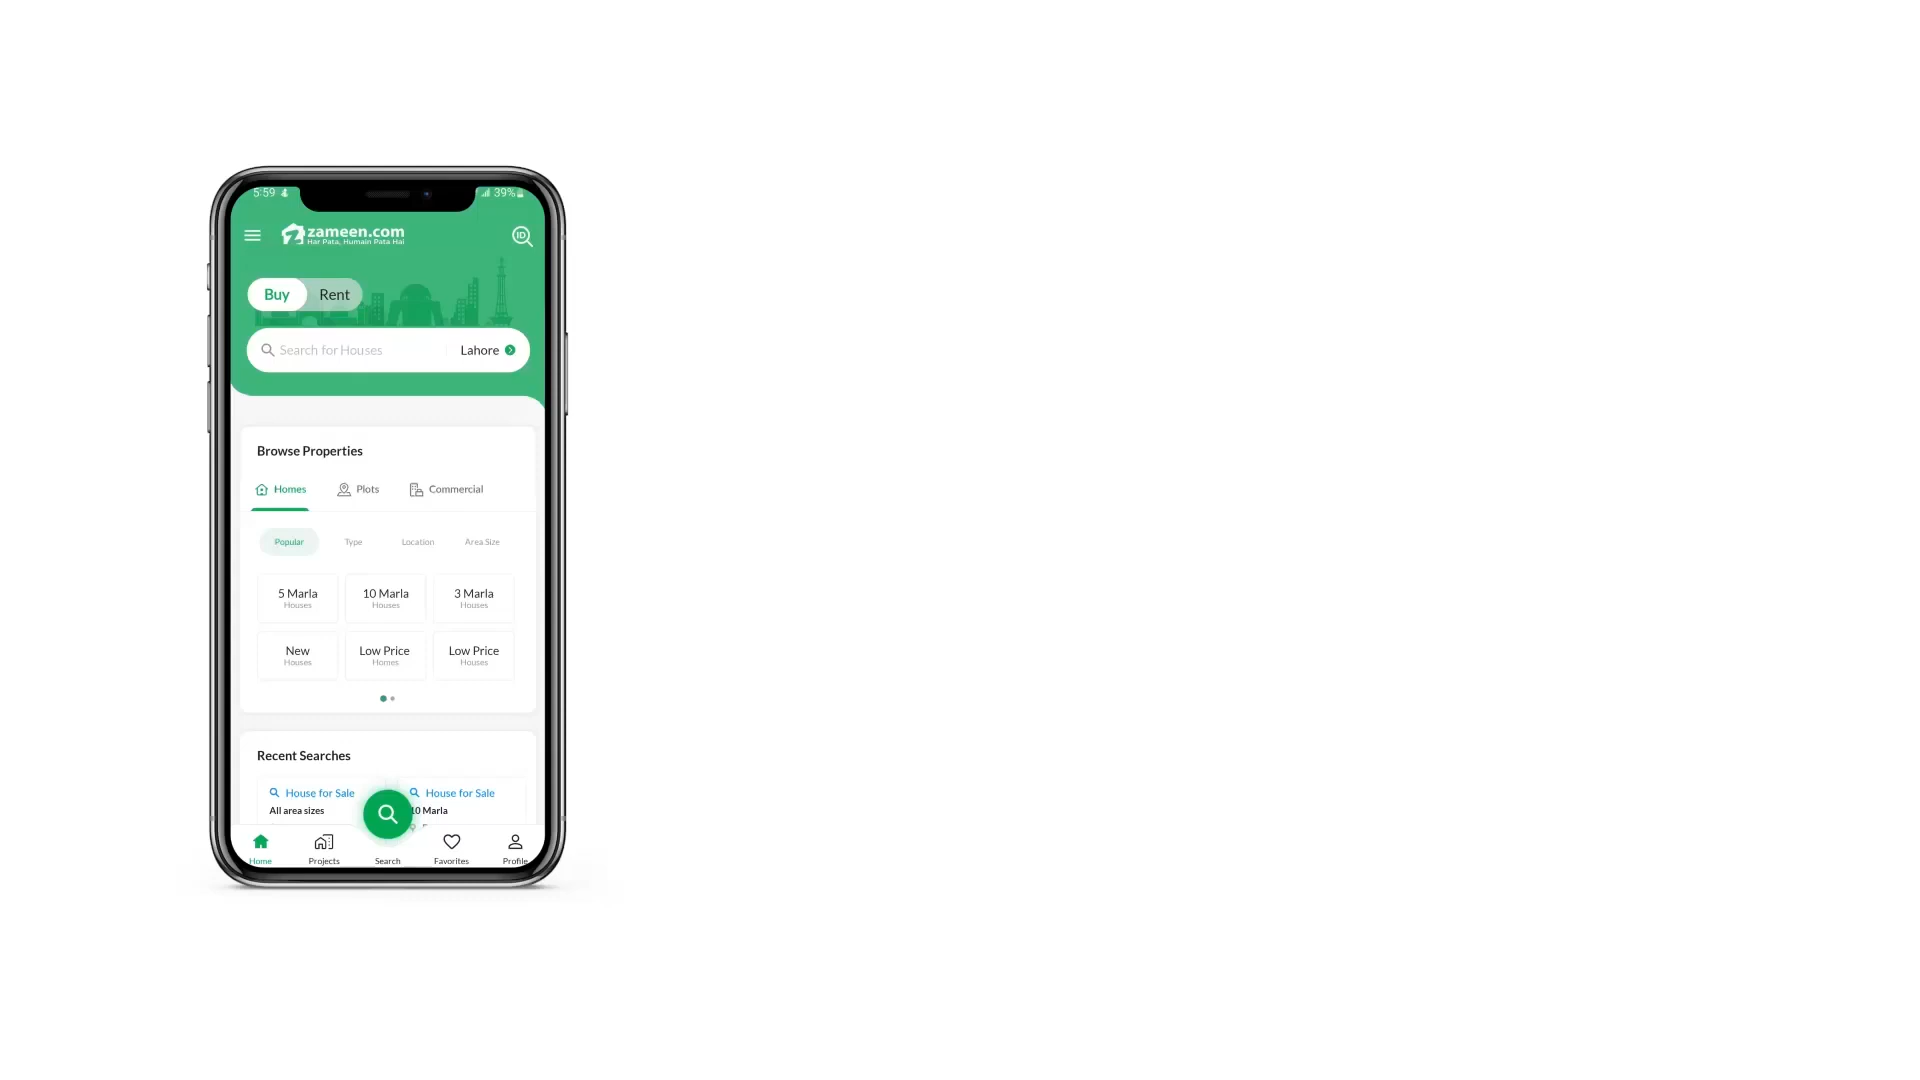 5:59
39%
zameen.com
Har Pata, Humain Pata Hai
ID
Buy Rent
Search for Houses Lahore
Browse Properties
Homes Plots Commercial
Popular Type Location Area Size
5 Marla 10 Marla 3 Marla
Houses Houses Houses
New Low Price Low Price
Houses Homes Houses
Recent Searches
House for Sale House for Sale
All area sizes 10 Marla
Home Projects Search Favorites Profile